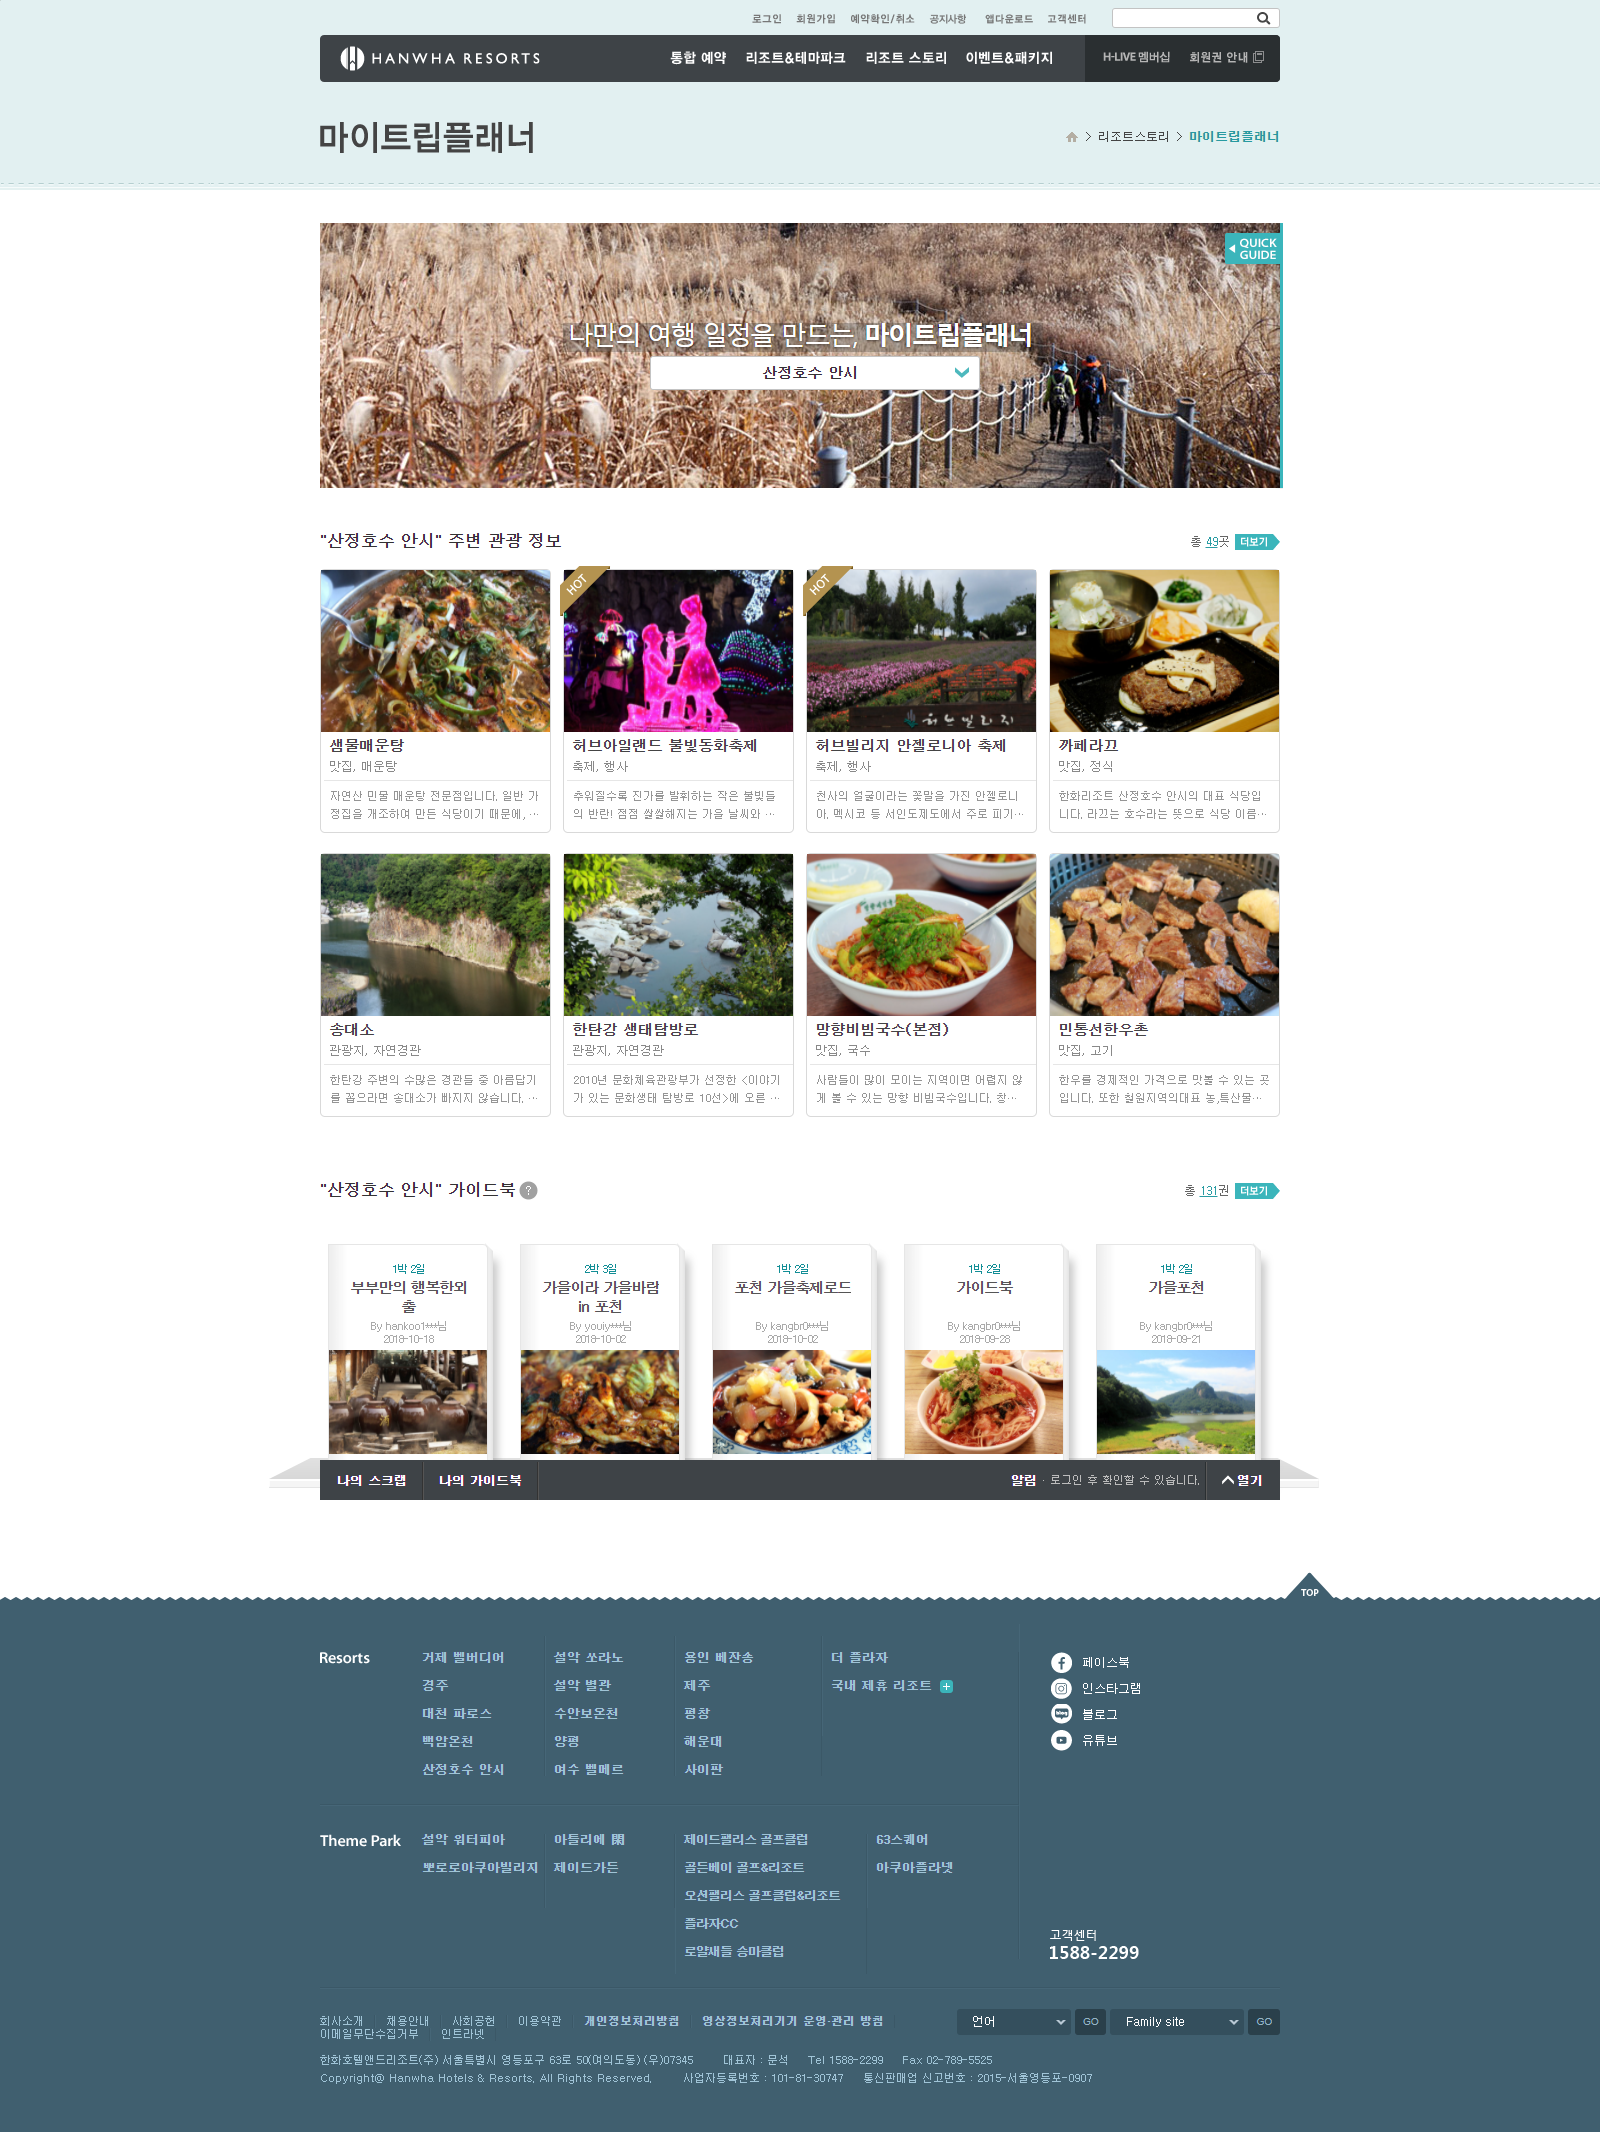 로그인 회원가입 예약확인/취소 공지사항 앱다운로드 고객센터
HANWHA RESORTS 통합 예약 리조트&테마파크 리조트 스토리 이벤트&패키지 H-LIVE 멤버십 회원권 안내
마이트립플래너
리조트스토리 > 마이트립플래너
QUICK
GUIDE
나만의 여행 일정을 만드는, 마이트립플래너
산정호수 안시
"산정호수 안시" 주변 관광 정보
총 49곳 더보기
HOT
HOT
허브빌리지
샘물매운탕
맛집, 매운탕
자연산 민물 매운탕 전문점입니다. 일반 가
정집을 개조하여 만든 식당이기 때문에, …
허브아일랜드 불빛동화축제
축제, 행사
추워질수록 진가를 발휘하는 작은 불빛들
의 반란! 점점 쌀쌀해지는 가을 날씨와 …
허브빌리지 안젤로니아 축제
축제, 행사
천사의 얼굴이라는 꽃말을 가진 안젤로니
아. 멕시코 등 서인도제도에서 주로 피기…
까페라끄
맛집, 정식
한화리조트 산정호수 안시의 대표 식당입
니다. 라끄는 호수라는 뜻으로 식당 이름…
송대소
관광지, 자연경관
한탄강 주변의 수많은 경관들 중 아름답기
를 꼽으라면 송대소가 빠지지 않습니다. …
한탄강 생태탐방로
관광지, 자연경관
2010년 문화체육관광부가 선정한 <이야기
가 있는 문화생태 탐방로 10선>에 오른 …
망향비빔국수(본점)
맛집, 국수
사람들이 많이 모이는 지역이면 어렵지 않
게 볼 수 있는 망향 비빔국수입니다. 창…
민통선한우촌
맛집, 고기
한우를 경제적인 가격으로 맛볼 수 있는 곳
입니다. 또한 철원지역의대표 농,특산물…
"산정호수 안시" 가이드북 ?
총 131권 더보기
1박 2일
부부만의 행복한외
출
By hankoo1***님
2018-10-18
2박 3일
가을이라 가을바람
in 포천
By youiy***님
2018-10-02
1박 2일
포천 가을축제로드
By kangbr0***님
2018-10-02
1박 2일
가이드북
By kangbr0***님
2018-09-28
1박 2일
가을포천
By kangbr0***님
2018-09-21
나의 스크랩 나의 가이드북 알림 · 로그인 후 확인할 수 있습니다. 열기
TOP
Resorts
거제 벨버디어
경주
대천 파로스
백암온천
산정호수 안시
설악 쏘라노
설악 별관
수안보온천
양평
여수 벨메르
용인 베잔송
제주
평창
해운대
사이판
더 플라자
국내 제휴 리조트
페이스북
인스타그램
블로그
유튜브
Theme Park
설악 워터피아
뽀로로아쿠아빌리지
아틀리에 閑
제이드가든
제이드팰리스 골프클럽
골든베이 골프&리조트
오션팰리스 골프클럽&리조트
플라자CC
로얄새들 승마클럽
63스퀘어
아쿠아플라넷
고객센터
1588-2299
회사소개 채용안내 사회공헌 이용약관 개인정보처리방침 영상정보처리기기 운영·관리 방침
이메일무단수집거부 인트라넷
언어 GO Family site GO
한화호텔앤드리조트(주) 서울특별시 영등포구 63로 50(여의도동) (우)07345 대표자 : 문석 Tel 1588-2299 Fax 02-789-5525
Copyright@ Hanwha Hotels & Resorts. All Rights Reserved. 사업자등록번호 : 101-81-30747 통신판매업 신고번호 : 2015-서울영등포-0907